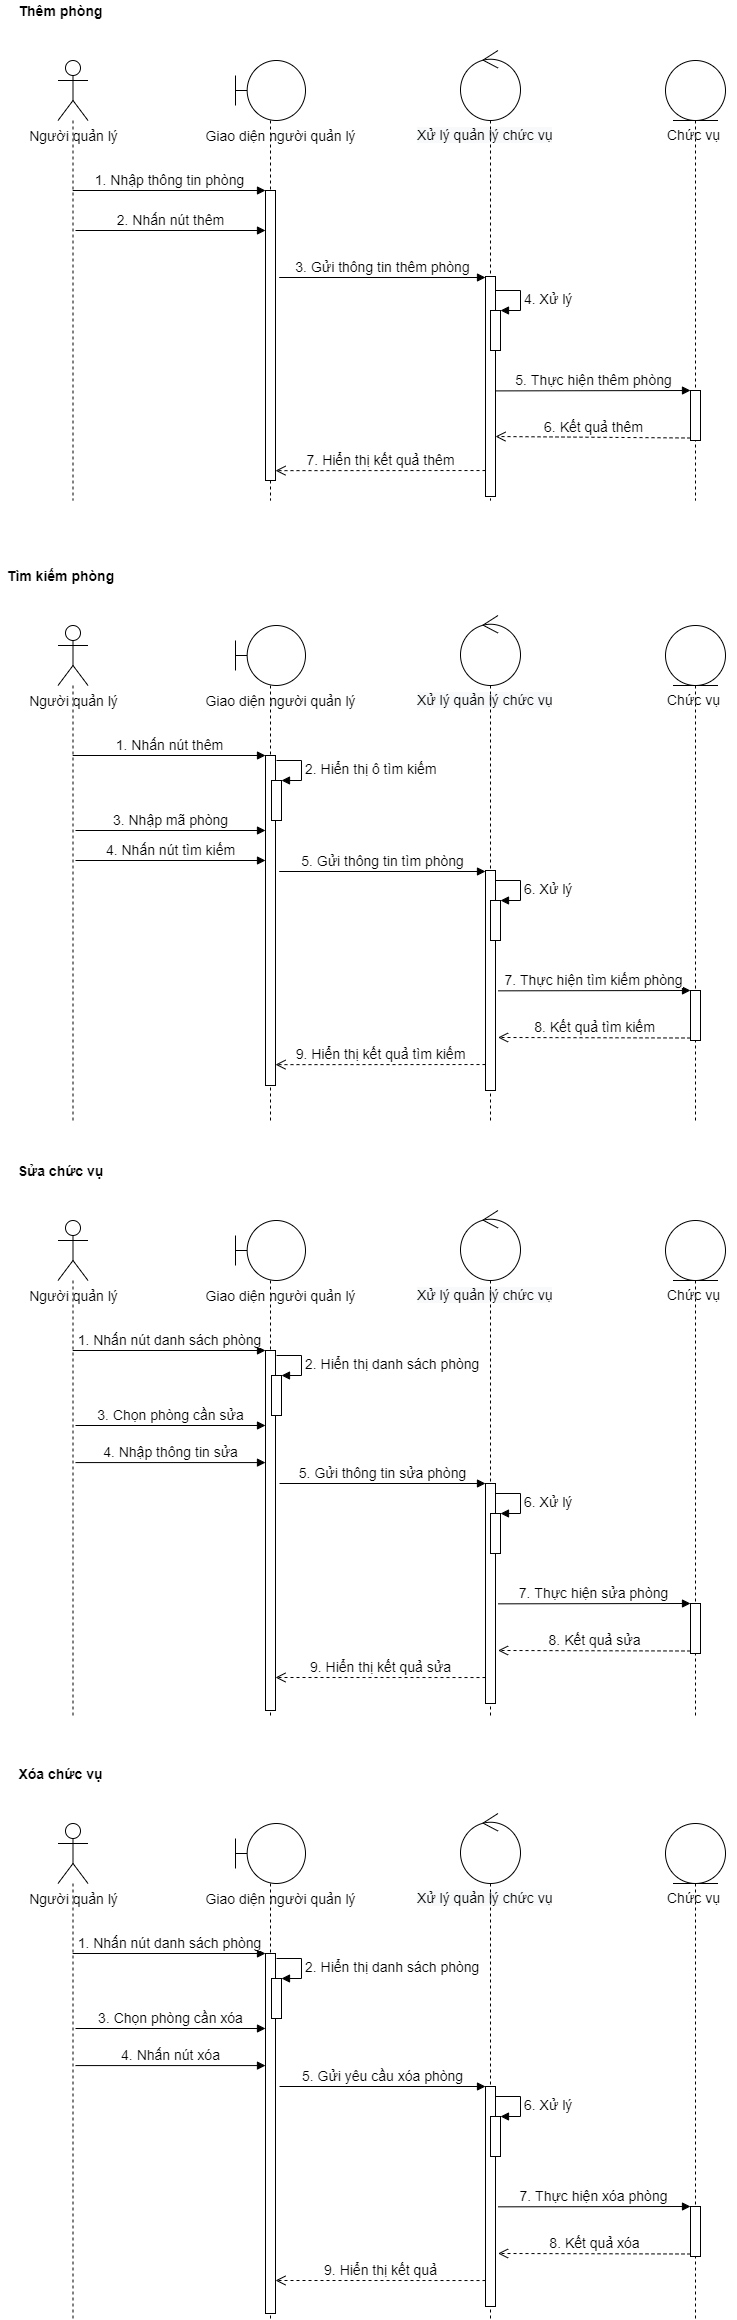 Thêm phòng
Người quản lý
Giao diện người quản lý
Xử lý quản lý chức vụ
Chức vụ
1. Nhập thông tin phòng
2. Nhấn nút thêm
3. Gửi thông tin thêm phòng
4. Xử lý
5. Thực hiện thêm phòng
6. Kết quả thêm
7. Hiển thị kết quả thêm
Tìm kiếm phòng
Người quản lý
Giao diện người quản lý
Xử lý quản lý chức vụ
Chức vụ
1. Nhấn nút thêm
2. Hiển thị ô tìm kiếm
3. Nhập mã phòng
4. Nhấn nút tìm kiếm
5. Gửi thông tin tìm phòng
6. Xử lý
7. Thực hiện tìm kiếm phòng
8. Kết quả tìm kiếm
9. Hiển thị kết quả tìm kiếm
Sửa chức vụ
Người quản lý
Giao diện người quản lý
Xử lý quản lý chức vụ
Chức vụ
1. Nhấn nút danh sách phòng
2. Hiển thị danh sách phòng
3. Chọn phòng cần sửa
4. Nhập thông tin sửa
5. Gửi thông tin sửa phòng
6. Xử lý
7. Thực hiện sửa phòng
8. Kết quả sửa
9. Hiển thị kết quả sửa
Xóa chức vụ
Người quản lý
Giao diện người quản lý
Xử lý quản lý chức vụ
Chức vụ
1. Nhấn nút danh sách phòng
2. Hiển thị danh sách phòng
3. Chọn phòng cần xóa
4. Nhấn nút xóa
5. Gửi yêu cầu xóa phòng
6. Xử lý
7. Thực hiện xóa phòng
8. Kết quả xóa
9. Hiển thị kết quả